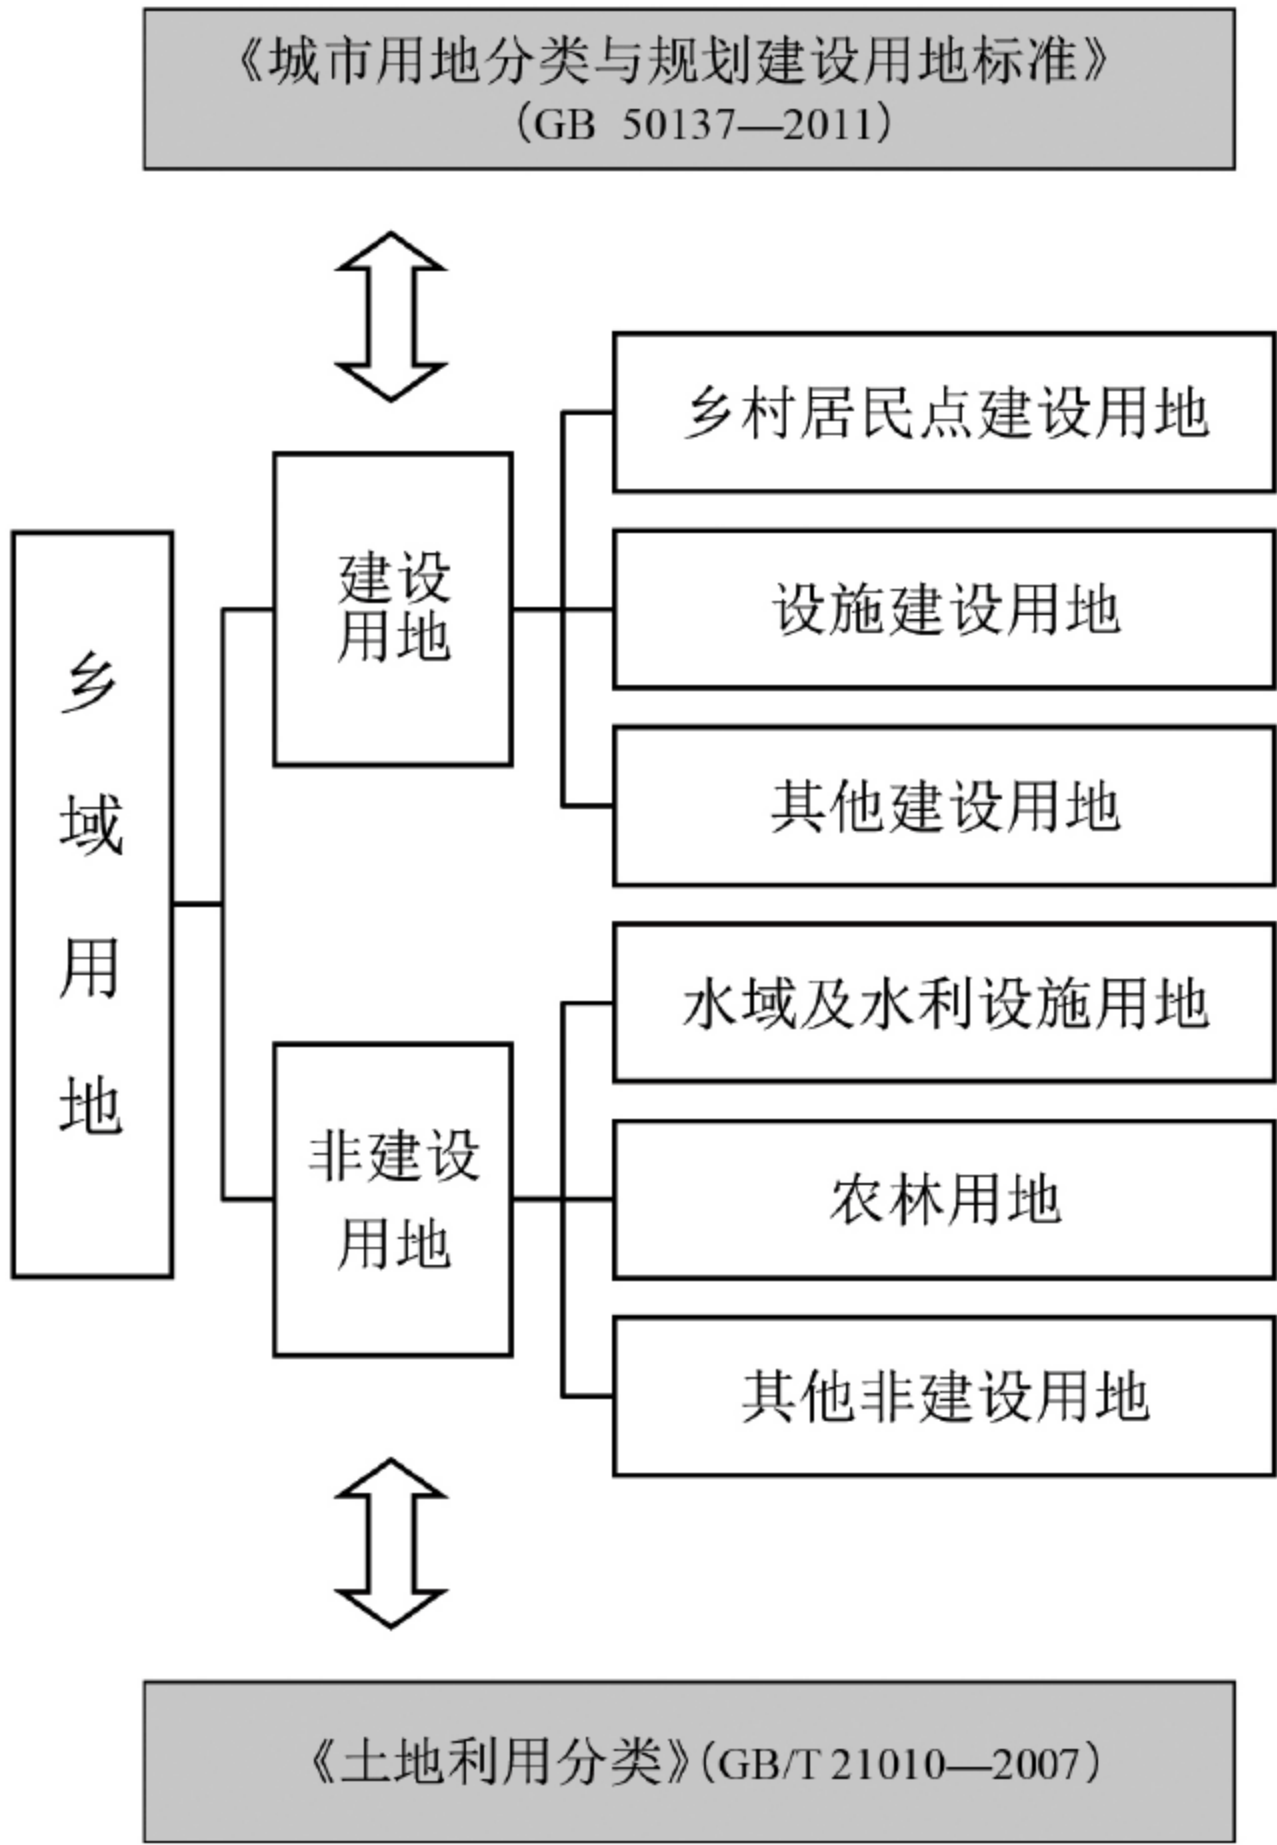 《城市用地分类与规划建设用地标准》
（GB 50137—2011）
乡域用地
建设
用地
乡村居民点建设用地
设施建设用地
其他建设用地
非建设
用地
水域及水利设施用地
农林用地
其他非建设用地
《土地利用分类》（GB/T 21010—2007）